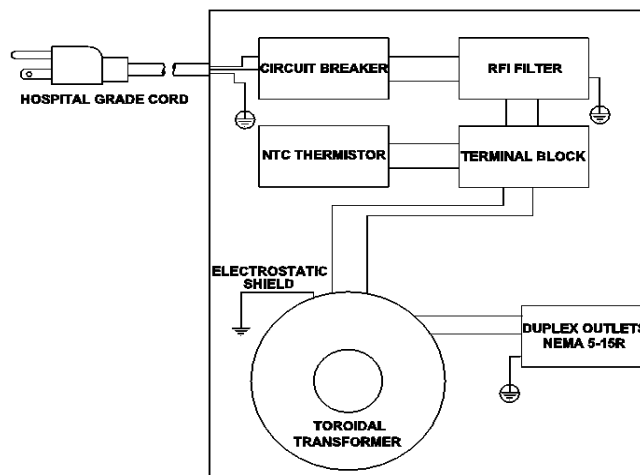 CIRCUIT BREAKER
RFI FILTER
HOSPITAL GRADE CORD
NTC THERMISTOR
TERMINAL BLOCK
ELECTROSTATIC
SHIELD
DUPLEX OUTLETS
NEMA 5-15R
TOROIDAL
TRANSFORMER